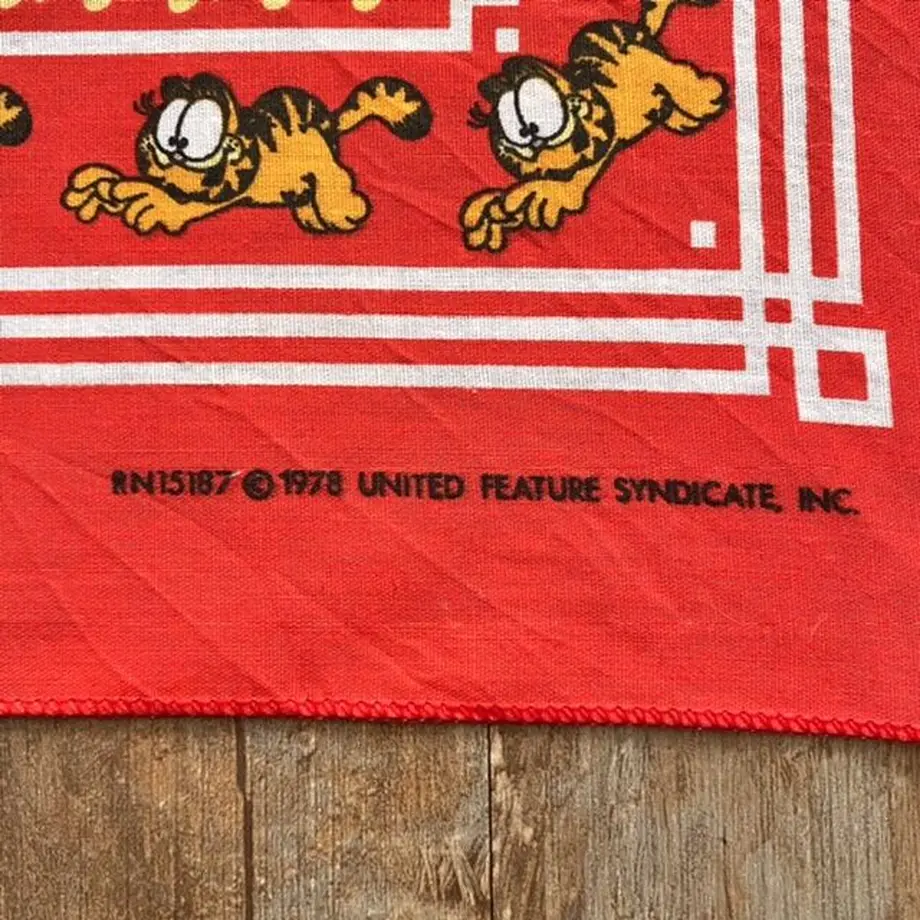 RN15187 © 1978 UNITED FEATURE SYNDICATE, INC.